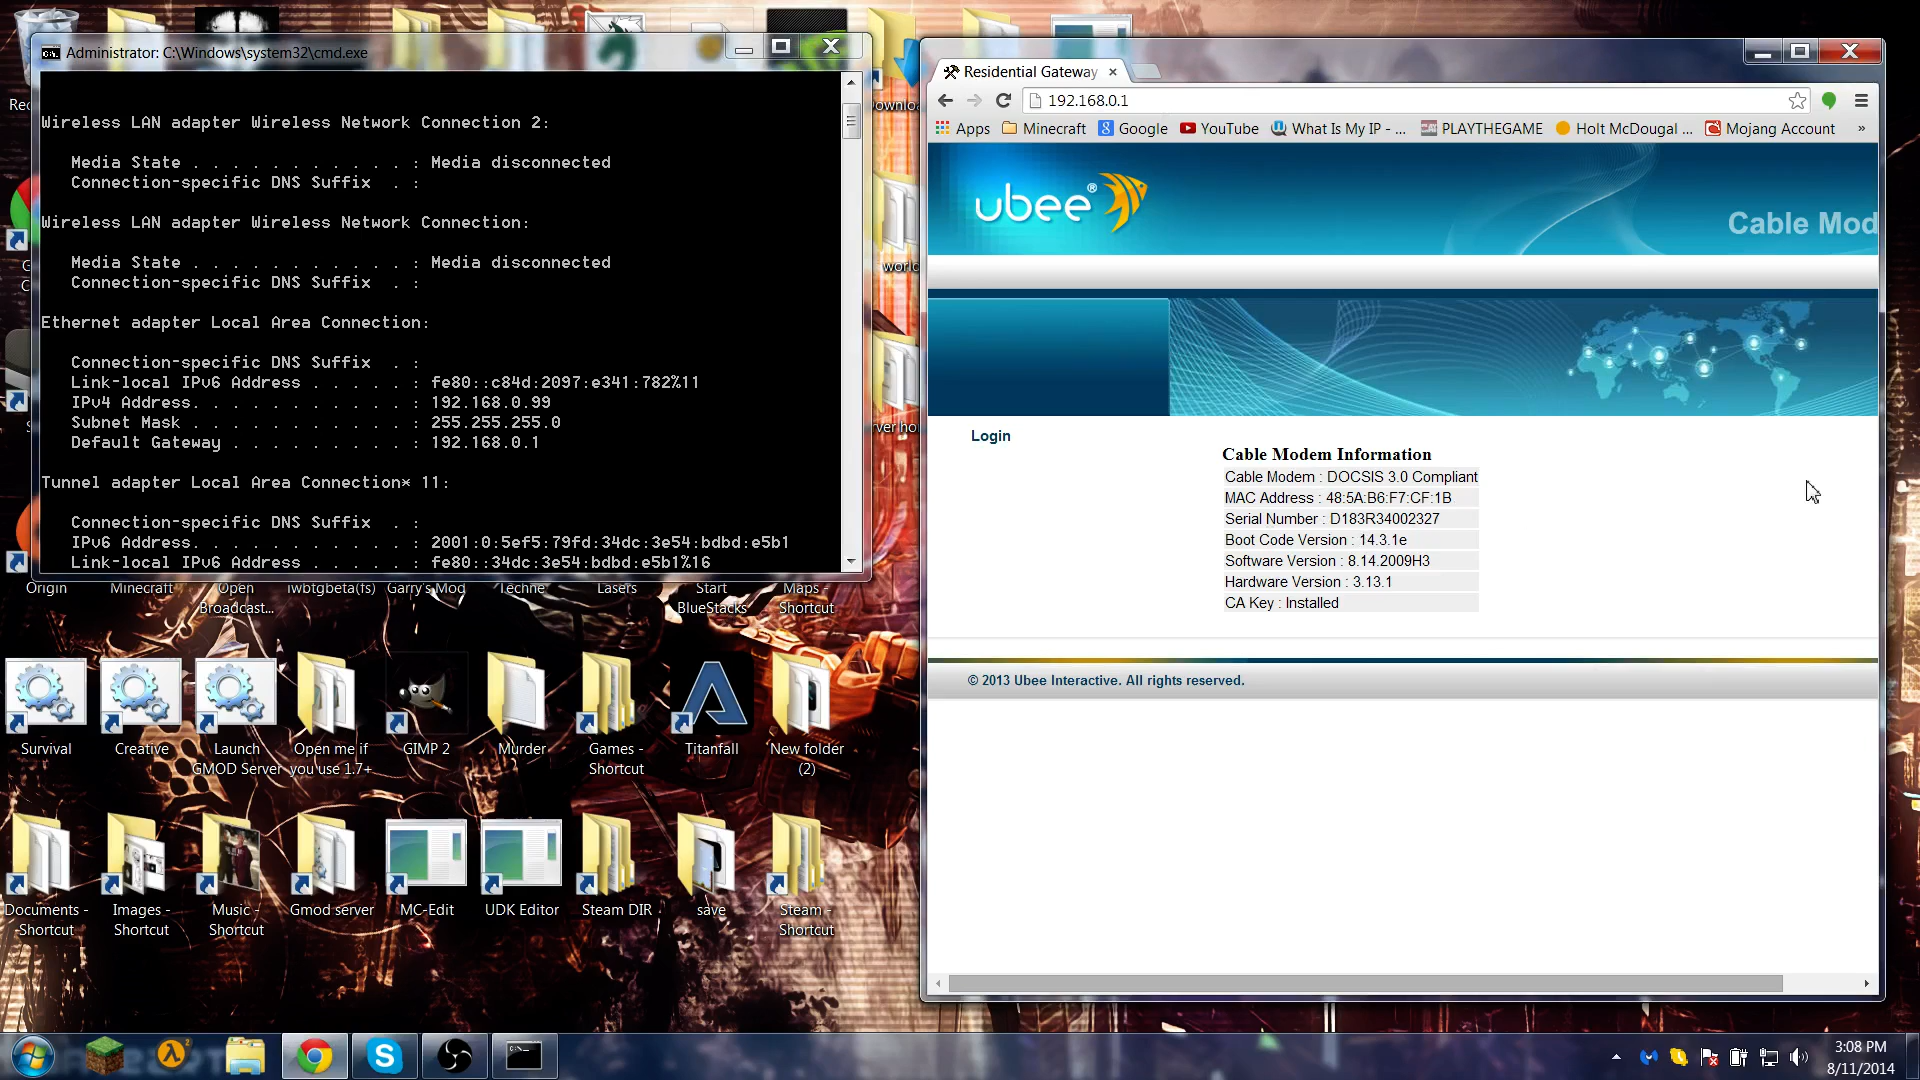 Administrator: C:\Windows\system32\cmd.exe
Wireless LAN adapter Wireless Network Connection 2:
Media State . . . . . . . . . . . : Media disconnected
Connection-specific DNS Suffix . :
Wireless LAN adapter Wireless Network Connection:
Media State . . . . . . . . . . . : Media disconnected
Connection-specific DNS Suffix . :
Ethernet adapter Local Area Connection:
Connection-specific DNS Suffix . :
Link-local IPv6 Address . . . . . : fe80::c84d:2097:e341:782%11
IPv4 Address. . . . . . . . . . . : 192.168.0.99
Subnet Mask . . . . . . . . . . . : 255.255.255.0
Default Gateway . . . . . . . . . : 192.168.0.1
Tunnel adapter Local Area Connection* 11:
Connection-specific DNS Suffix . :
IPv6 Address. . . . . . . . . . . : 2001:0:5ef5:79fd:34dc:3e54:bdbd:e5b1
Link-local IPv6 Address . . . . . : fe80::34dc:3e54:bdbd:e5b1%16
Residential Gateway
192.168.0.1
Apps Minecraft Google YouTube What Is My IP - ... PLAYTHEGAME Holt McDougal ... Mojang Account »
ubee®
Cable Mod
Login
Cable Modem Information
Cable Modem : DOCSIS 3.0 Compliant
MAC Address : 48:5A:B6:F7:CF:1B
Serial Number : D183R34002327
Boot Code Version : 14.3.1e
Software Version : 8.14.2009H3
Hardware Version : 3.13.1
CA Key : Installed
© 2013 Ubee Interactive. All rights reserved.
Origin
Minecraft
Open
Broadcast...
iwbtgbeta(fs)
Garry's Mod
Techne
Lasers
Start
BlueStacks
Maps -
Shortcut
Survival
Creative
Launch
GMOD Server
Open me if
you use 1.7+
GIMP 2
Murder
Games -
Shortcut
Titanfall
New folder
(2)
Documents -
Shortcut
Images -
Shortcut
Music -
Shortcut
Gmod server
MC-Edit
UDK Editor
Steam DIR
save
Steam -
Shortcut
3:08 PM
8/11/2014